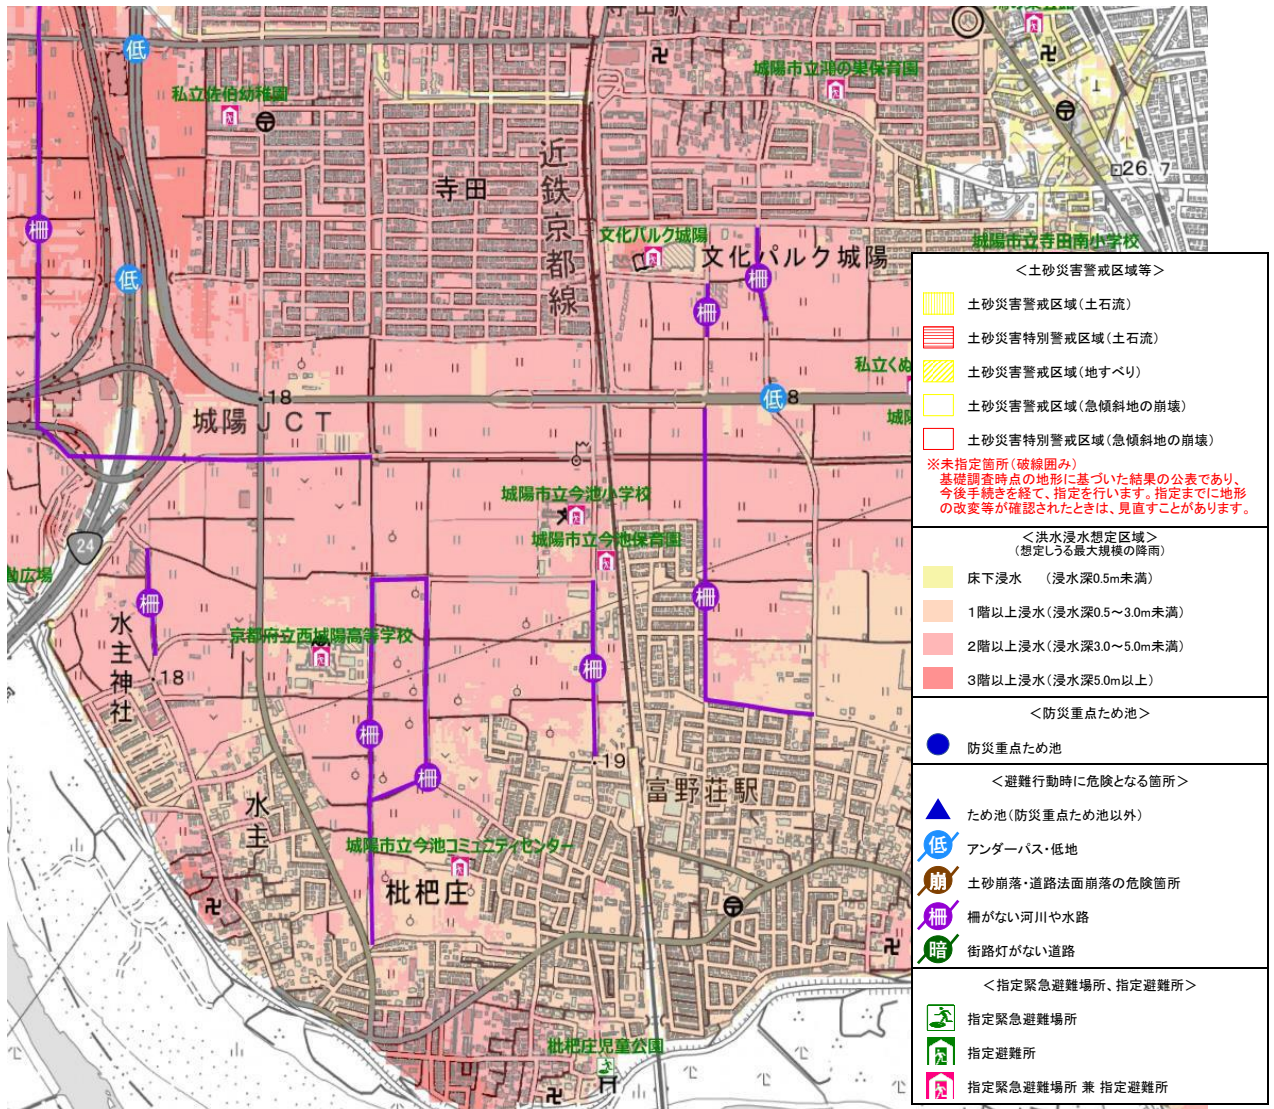 低
私立佐伯幼稚園
城陽市立鴻の巣保育園
近鉄京都線
寺田
26.7
柵
文化パルク城陽
城陽市立寺田南小学校
文化パルク城陽
柵
低
柵
私立くぬ
18
低
8
城陽JCT
城陽
城陽市立今池小学校
城陽市立今池保育園
24
広場
柵
柵
水主神社
京都府立西城陽高等学校
柵
18
柵
19
柵
富野荘駅
水主
城陽市立今池コミュニティセンター
枇杷庄
枇杷庄児童公園
<土砂災害警戒区域等>
土砂災害警戒区域(土石流)
土砂災害特別警戒区域(土石流)
土砂災害警戒区域(地すべり)
土砂災害警戒区域(急傾斜地の崩壊)
土砂災害特別警戒区域(急傾斜地の崩壊)
※未指定箇所(破線囲み)
基礎調査時点の地形に基づいた結果の公表であり、
今後手続きを経て、指定を行います。指定までに地形
の改変等が確認されたときは、見直すことがあります。
<洪水浸水想定区域>
(想定しうる最大規模の降雨)
床下浸水 (浸水深0.5m未満)
1階以上浸水(浸水深0.5~3.0m未満)
2階以上浸水(浸水深3.0~5.0m未満)
3階以上浸水(浸水深5.0m以上)
<防災重点ため池>
防災重点ため池
<避難行動時に危険となる箇所>
ため池(防災重点ため池以外)
低 アンダーパス・低地
崩 土砂崩落・道路法面崩落の危険箇所
柵 柵がない河川や水路
暗 街路灯がない道路
<指定緊急避難場所、指定避難所>
指定緊急避難場所
指定避難所
指定緊急避難場所 兼 指定避難所